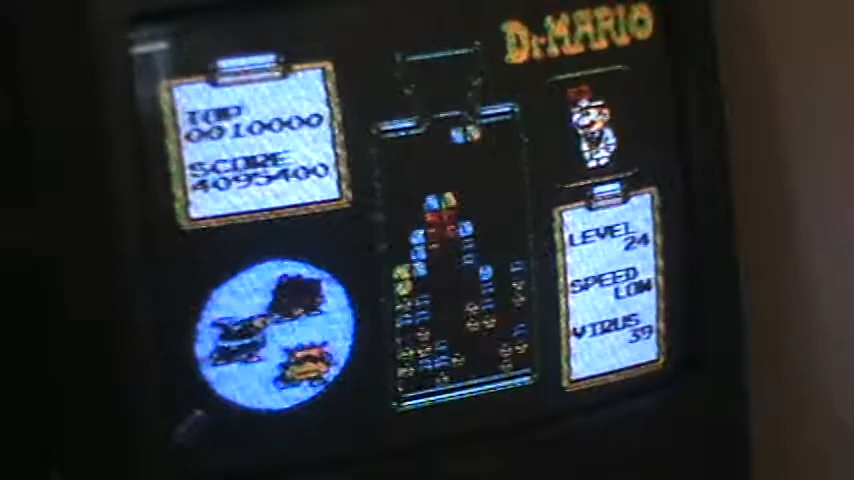 Dr.MARIO
TOP
0010000
SCORE
4095400
LEVEL
24
SPEED
LOW
VIRUS
39